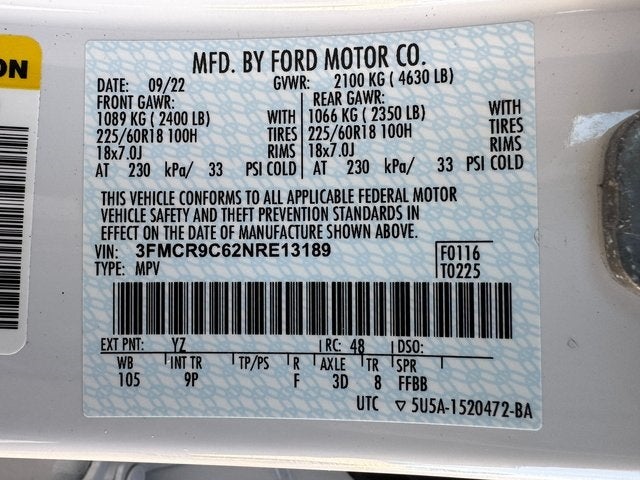 ON
MFD. BY FORD MOTOR CO.
DATE: 09/22 GVWR: 2100 KG ( 4630 LB)
FRONT GAWR: REAR GAWR:
1089 KG ( 2400 LB) WITH 1066 KG ( 2350 LB) WITH
225/60R18 100H TIRES 225/60R18 100H TIRES
18x7.0J RIMS 18x7.0J RIMS
AT 230 kPa/ 33 PSI COLD AT 230 kPa/ 33 PSI COLD
THIS VEHICLE CONFORMS TO ALL APPLICABLE FEDERAL MOTOR
VEHICLE SAFETY AND THEFT PREVENTION STANDARDS IN
EFFECT ON THE DATE OF MANUFACTURE SHOWN ABOVE.
VIN: 3FMCR9C62NRE13189 F0116
TYPE: MPV T0225
EXT PNT: YZ RC: 48 DSO:
WB INT TR TP/PS R AXLE TR SPR
105 9P F 3D 8 FFBB
UTC ▽ 5U5A-1520472-BA